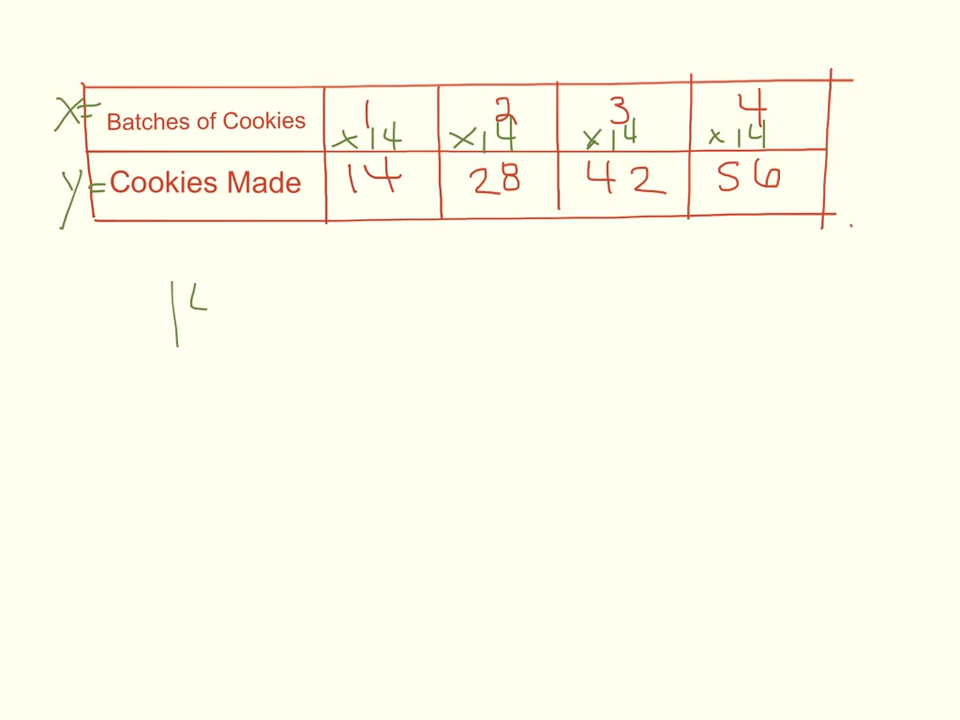 x= Batches of Cookies 1 2 3 4
x14 x14 x14 x14
y= Cookies Made 14 28 42 56